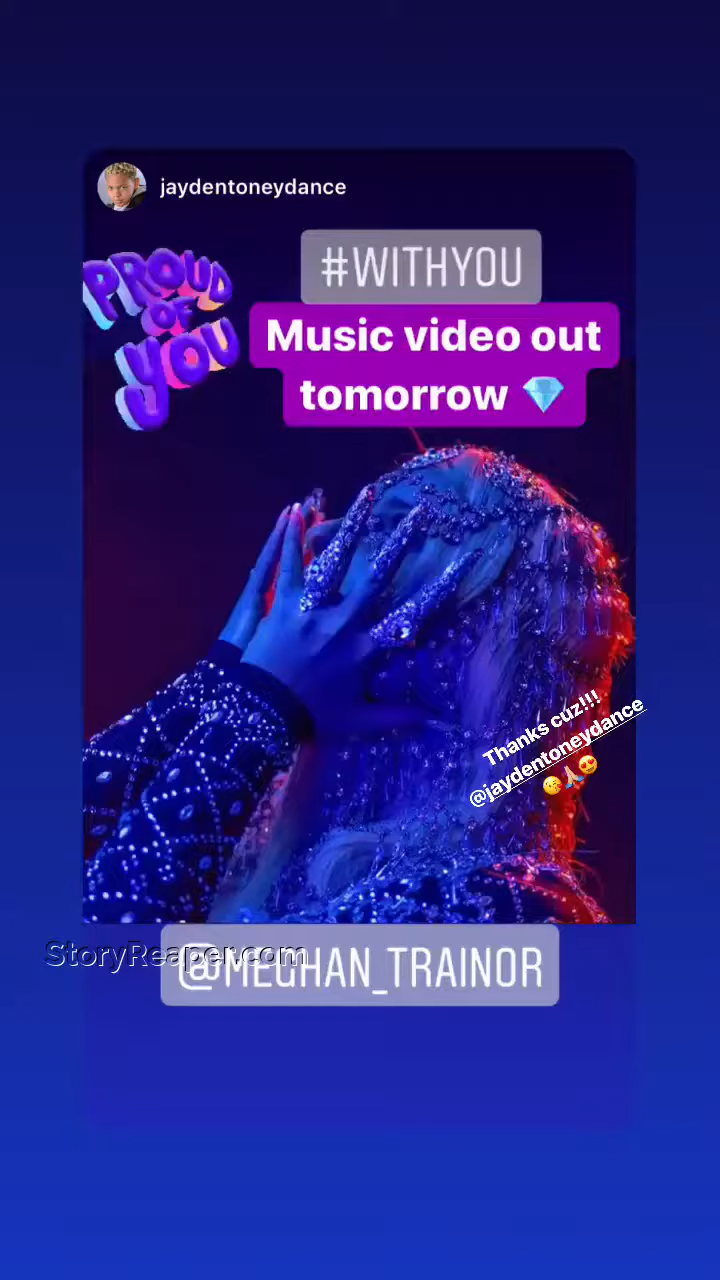 jaydentoneydance
PROUD
OF
YOU
#WITHYOU
Music video out
tomorrow 💎
Thanks cuz!!!
@jaydentoneydance
😘🙏🏼😍
StoryReaper.com
@MEGHAN_TRAINOR